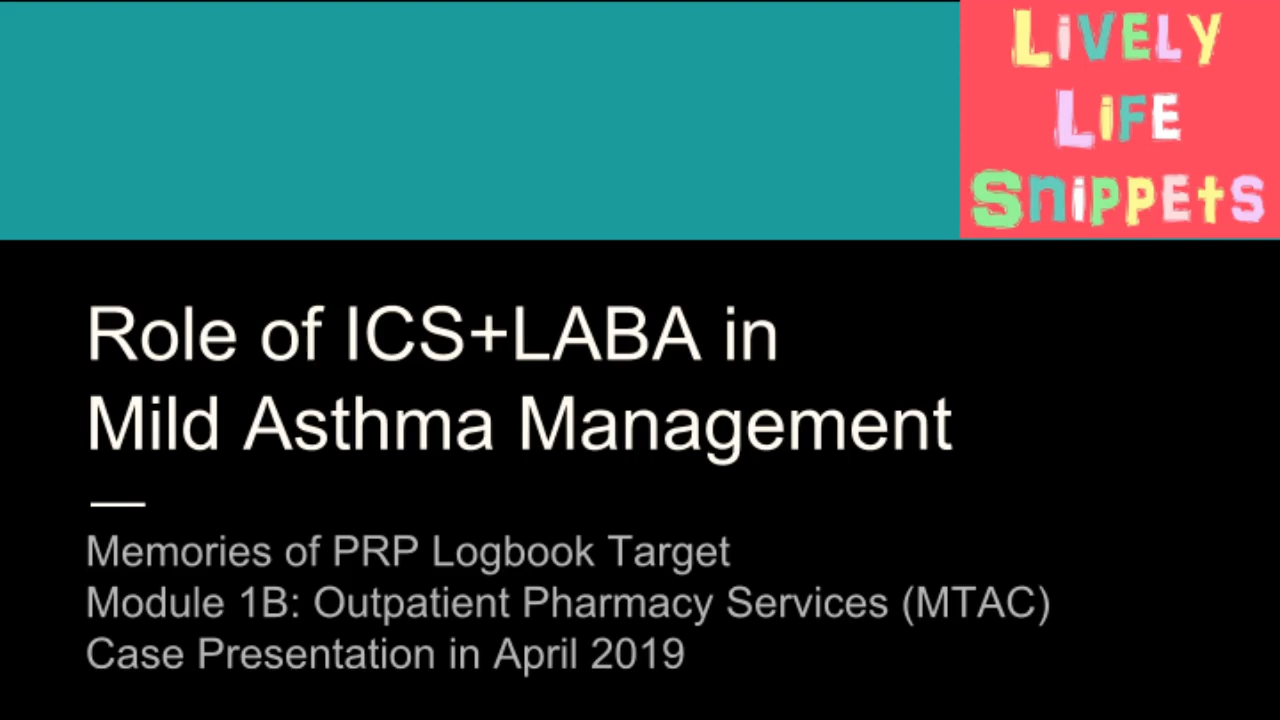 LiVELY
LiFE
SniPPEtS
Role of ICS+LABA in
Mild Asthma Management
Memories of PRP Logbook Target
Module 1B: Outpatient Pharmacy Services (MTAC)
Case Presentation in April 2019